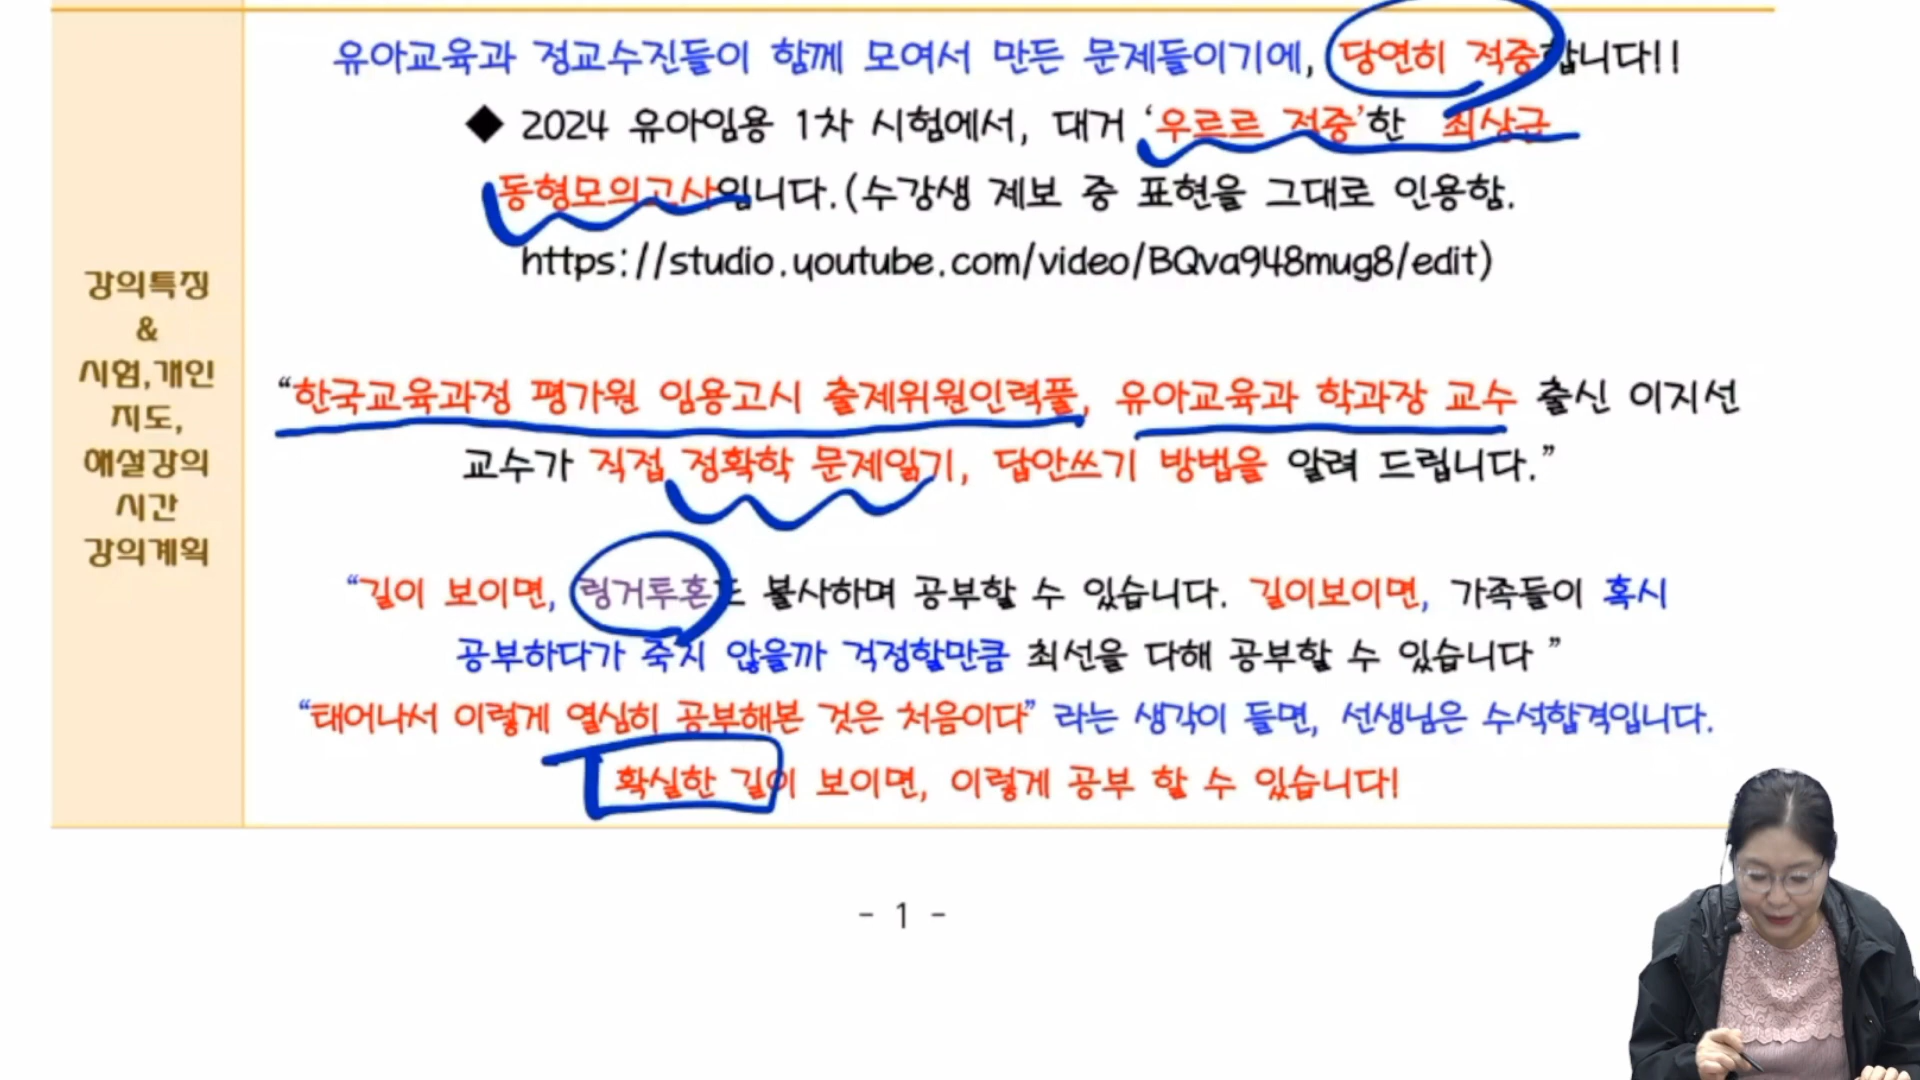 유아교육과 정교수진들이 함께 모여서 만든 문제들이기에, 당연히 적중합니다!!
◆ 2024 유아임용 1차 시험에서, 대거 ‘우르르 적중’한 최상급
동형모의고사입니다.(수강생 제보 중 표현을 그대로 인용함.
https://studio.youtube.com/video/BQva948mug8/edit)
강의특징
&
시험,개인
지도,
해설강의
시간
강의계획
“한국교육과정 평가원 임용고시 출제위원인력풀, 유아교육과 학과장 교수 출신 이지선
교수가 직접 정확학 문제읽기, 답안쓰기 방법을 알려 드립니다.”
“길이 보이면, 링거투혼도 불사하며 공부할 수 있습니다. 길이보이면, 가족들이 혹시
공부하다가 죽지 않을까 걱정할만큼 최선을 다해 공부할 수 있습니다 ”
“태어나서 이렇게 열심히 공부해본 것은 처음이다” 라는 생각이 들면, 선생님은 수석합격입니다.
확실한 길이 보이면, 이렇게 공부 할 수 있습니다!
- 1 -